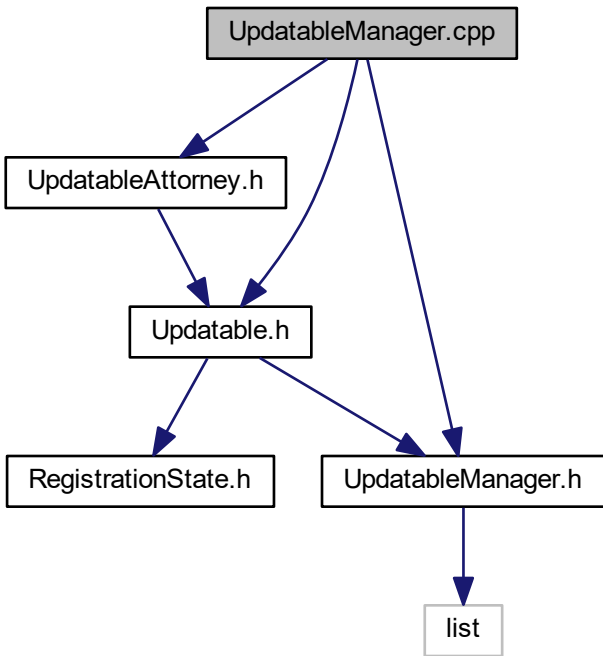 UpdatableManager.cpp
UpdatableAttorney.h
Updatable.h
RegistrationState.h
UpdatableManager.h
list